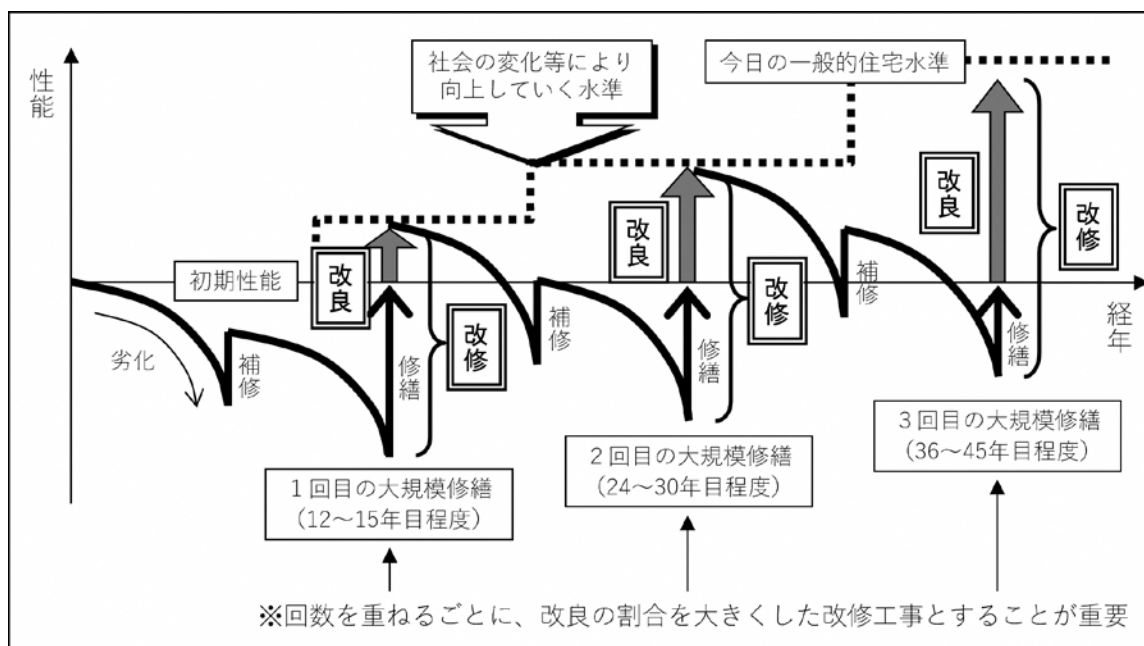 性能
社会の変化等により
向上していく水準
今日の一般的住宅水準
初期性能
劣化
補修
改良
修繕
改修
補修
改良
修繕
改修
補修
改良
修繕
改修
経年
1回目の大規模修繕
(12〜15年目程度)
2回目の大規模修繕
(24〜30年目程度)
3回目の大規模修繕
(36〜45年目程度)
※回数を重ねるごとに、改良の割合を大きくした改修工事とすることが重要